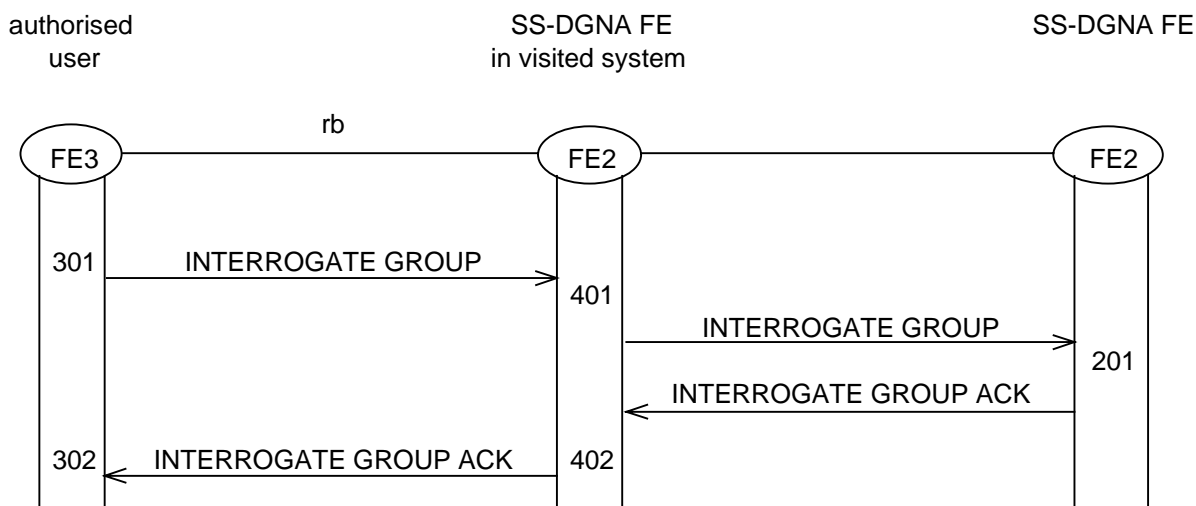 authorised
user
SS-DGNA FE
in visited system
SS-DGNA FE
rb
FE3
FE2
FE2
301
INTERROGATE GROUP
401
INTERROGATE GROUP
201
INTERROGATE GROUP ACK
302
INTERROGATE GROUP ACK
402